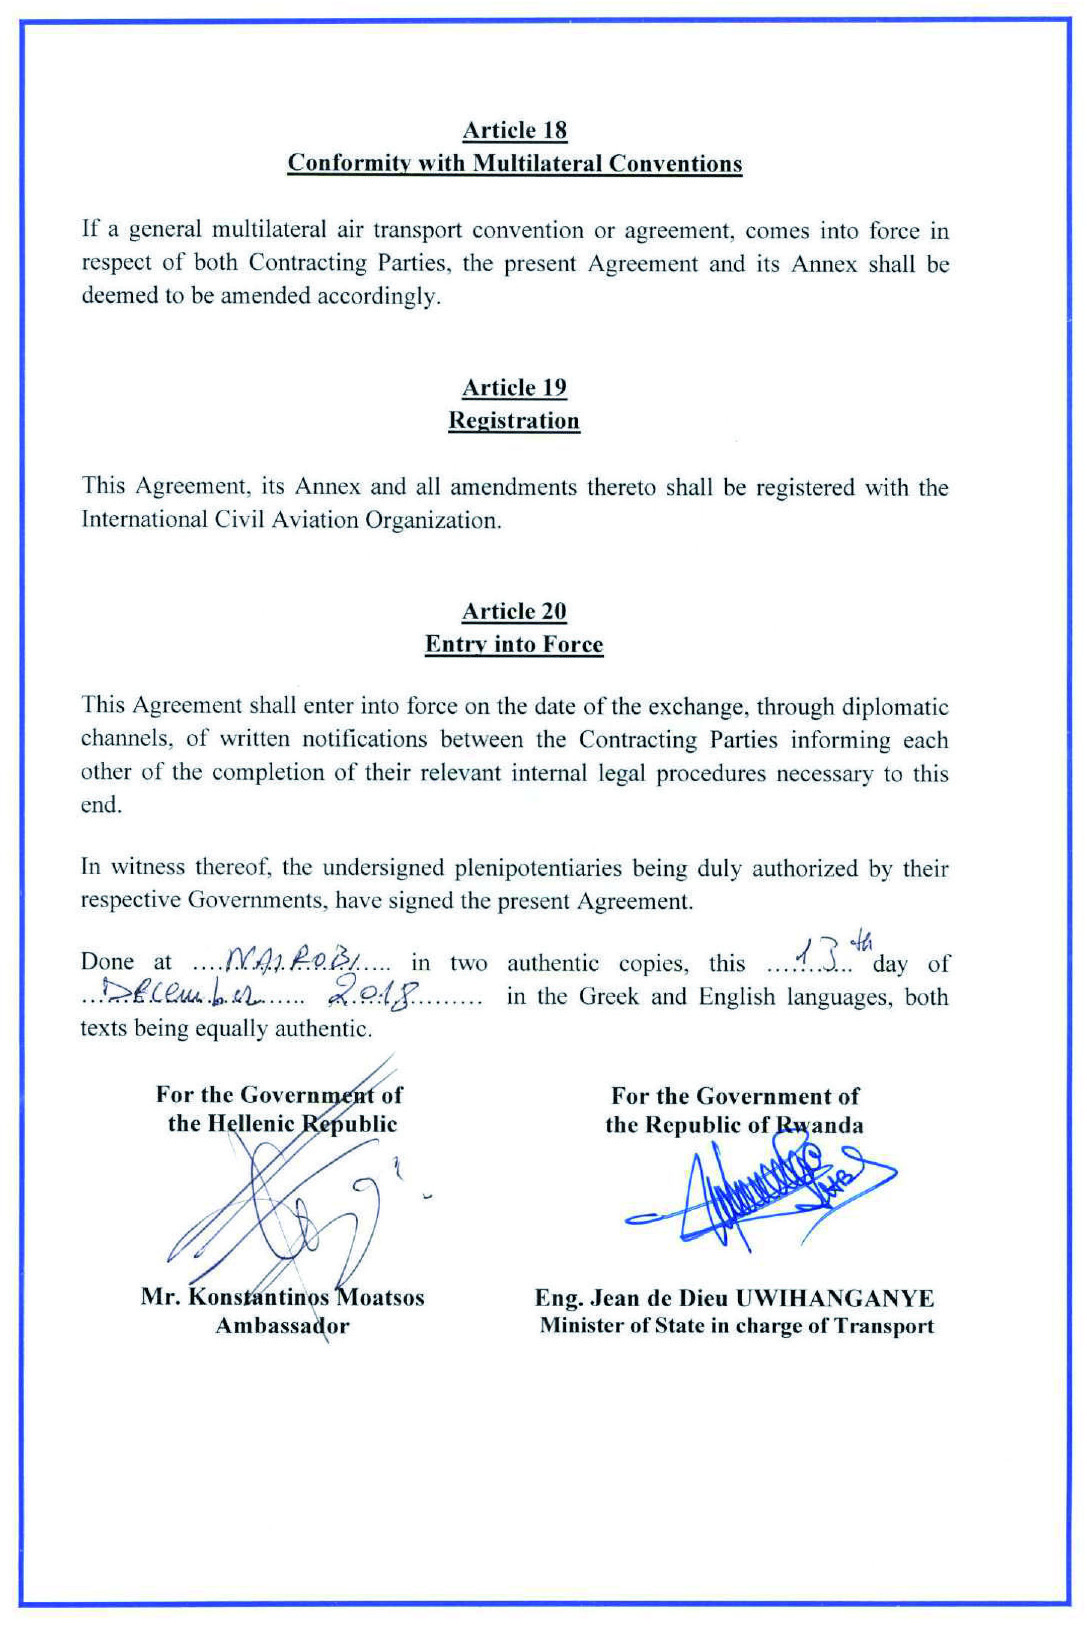 Article 18
Conformity with Multilateral Conventions
If a general multilateral air transport convention or agreement, comes into force in
respect of both Contracting Parties, the present Agreement and its Annex shall be
deemed to be amended accordingly.
Article 19
Registration
This Agreement, its Annex and all amendments thereto shall be registered with the
International Civil Aviation Organization.
Article 20
Entry into Force
This Agreement shall enter into force on the date of the exchange, through diplomatic
channels, of written notifications between the Contracting Parties informing each
other of the completion of their relevant internal legal procedures necessary to this
end.
In witness thereof, the undersigned plenipotentiaries being duly authorized by their
respective Governments, have signed the present Agreement.
Done at ....NAIROBI..... in two authentic copies, this ....13th.. day of
...December...... 2018......... in the Greek and English languages, both
texts being equally authentic.
For the Government of
the Hellenic Republic
For the Government of
the Republic of Rwanda
Mr. Konstantinos Moatsos
Ambassador
Eng. Jean de Dieu UWIHANGANYE
Minister of State in charge of Transport